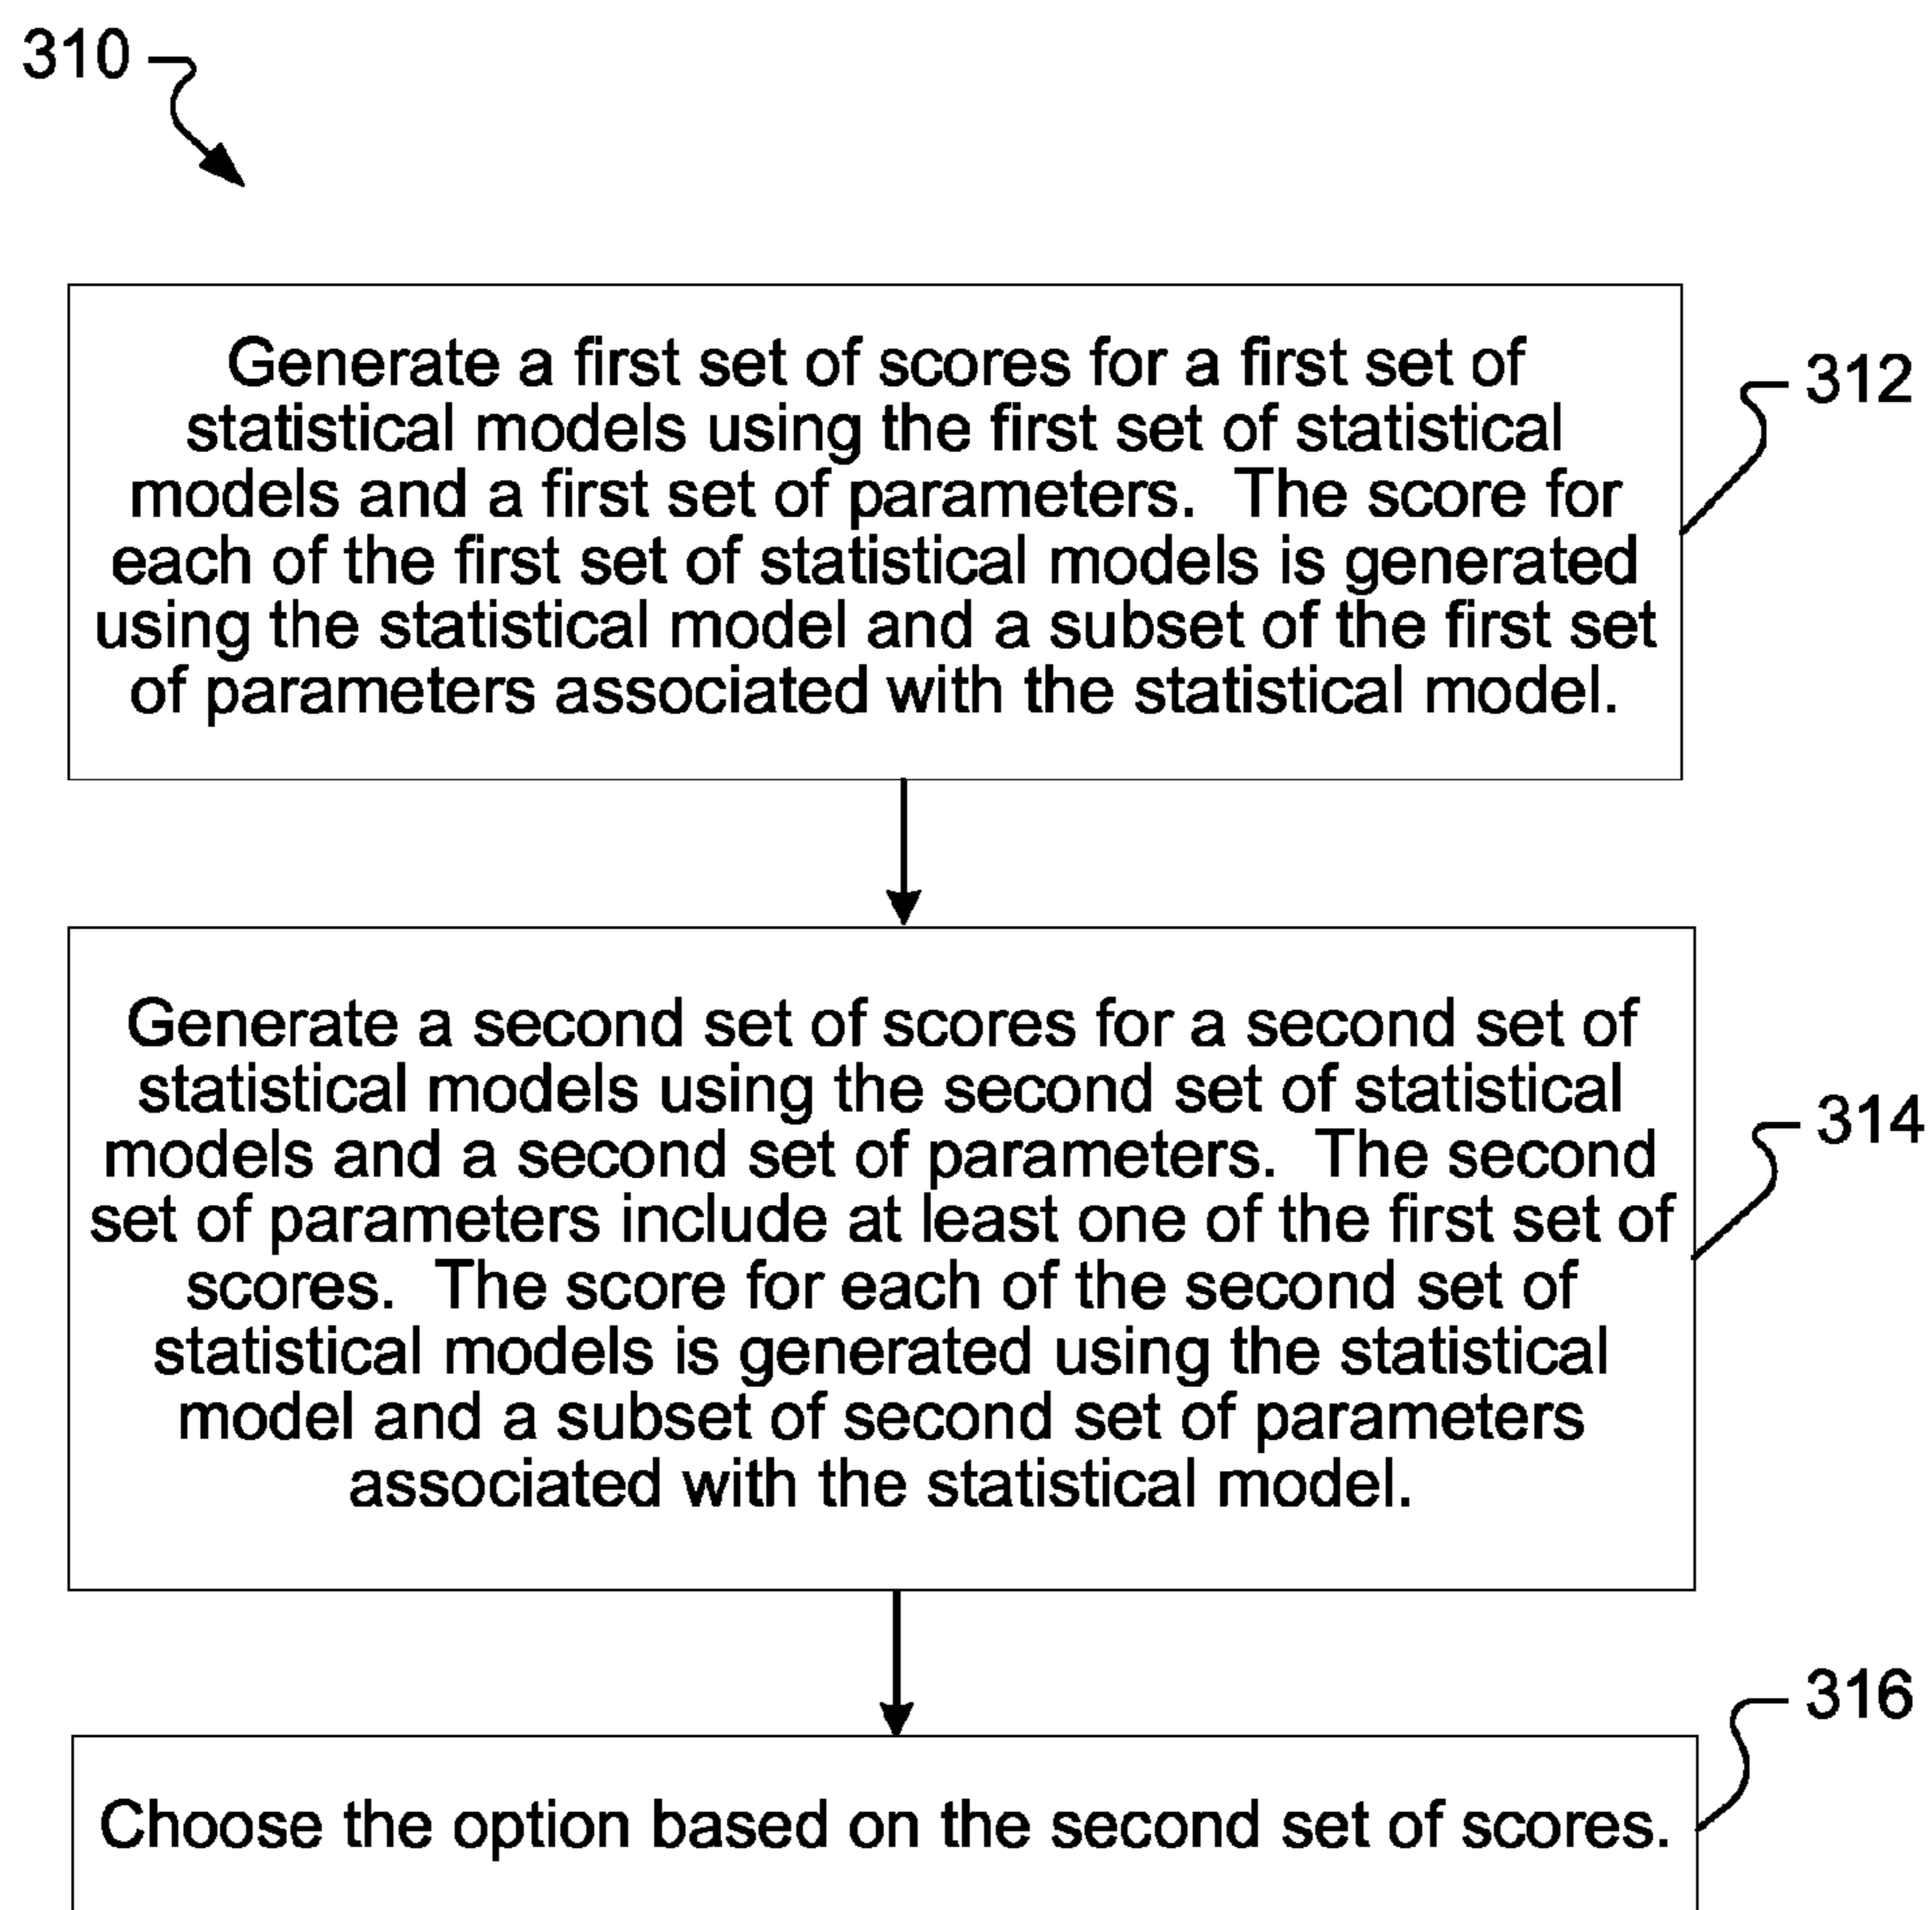 310
Generate a first set of scores for a first set of
statistical models using the first set of statistical
models and a first set of parameters. The score for
each of the first set of statistical models is generated
using the statistical model and a subset of the first set
of parameters associated with the statistical model.
312
Generate a second set of scores for a second set of
statistical models using the second set of statistical
models and a second set of parameters. The second
set of parameters include at least one of the first set of
scores. The score for each of the second set of
statistical models is generated using the statistical
model and a subset of second set of parameters
associated with the statistical model.
314
Choose the option based on the second set of scores.
316